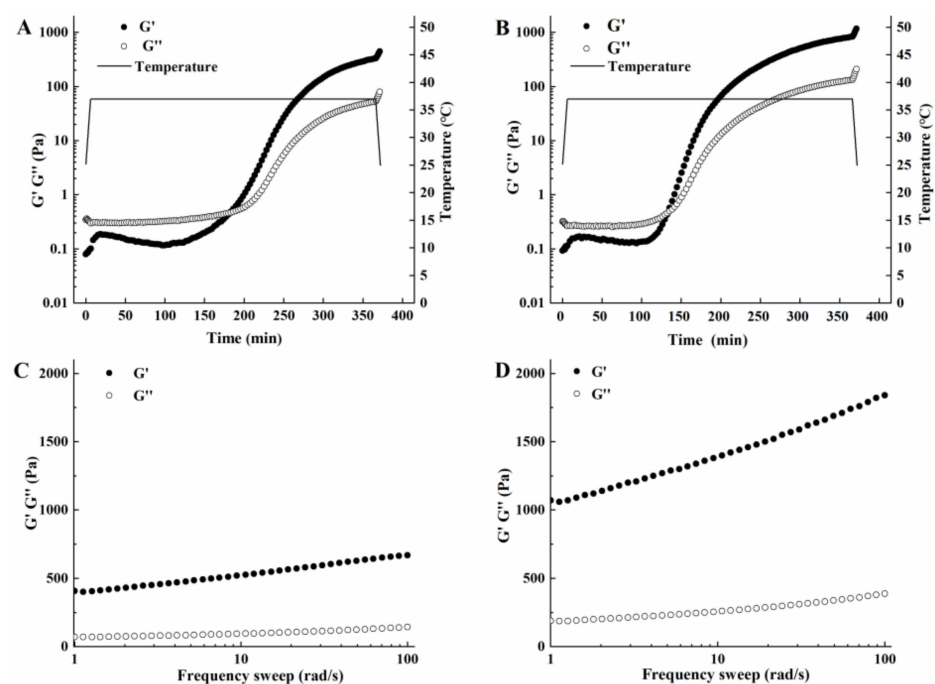 A
G'
G''
Temperature
G' G'' (Pa)
1000
100
10
1
0.1
0.01
50
45
40
35
30
25
20
15
10
5
0
Temperature (°C)
0 50 100 150 200 250 300 350 400
Time (min)
B
G'
G''
Temperature
G' G'' (Pa)
1000
100
10
1
0.1
0.01
50
45
40
35
30
25
20
15
10
5
0
Temperature (°C)
0 50 100 150 200 250 300 350 400
Time (min)
C
G'
G''
G' G'' (Pa)
2000
1500
1000
500
0
1 10 100
Frequency sweep (rad/s)
D
G'
G''
G' G'' (Pa)
2000
1500
1000
500
0
1 10 100
Frequency sweep (rad/s)